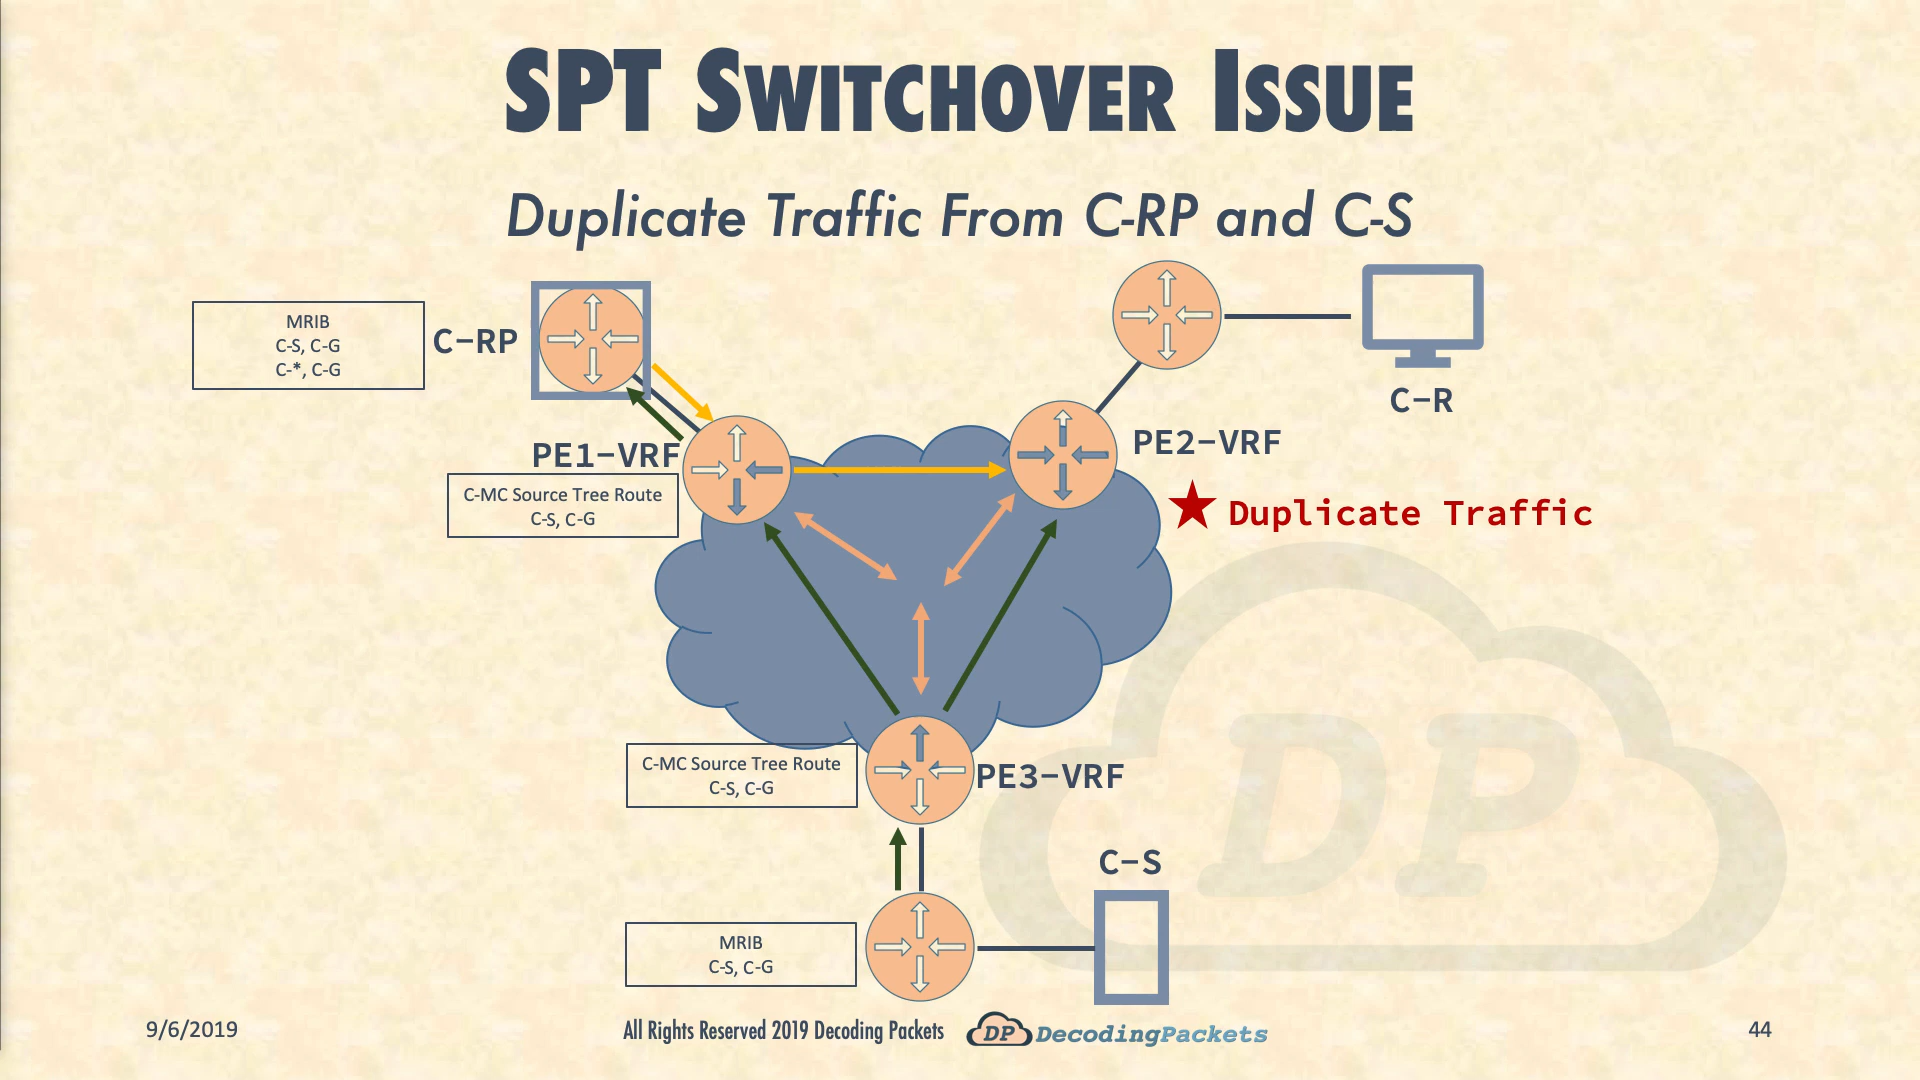 SPT Switchover Issue
Duplicate Traffic From C-RP and C-S
MRIB
C-S, C-G
C-*, C-G
C-RP
C-R
PE1-VRF
PE2-VRF
C-MC Source Tree Route
C-S, C-G
Duplicate Traffic
C-MC Source Tree Route
C-S, C-G
PE3-VRF
DP
C-S
MRIB
C-S, C-G
9/6/2019
All Rights Reserved 2019 Decoding Packets
DP DecodingPackets
44